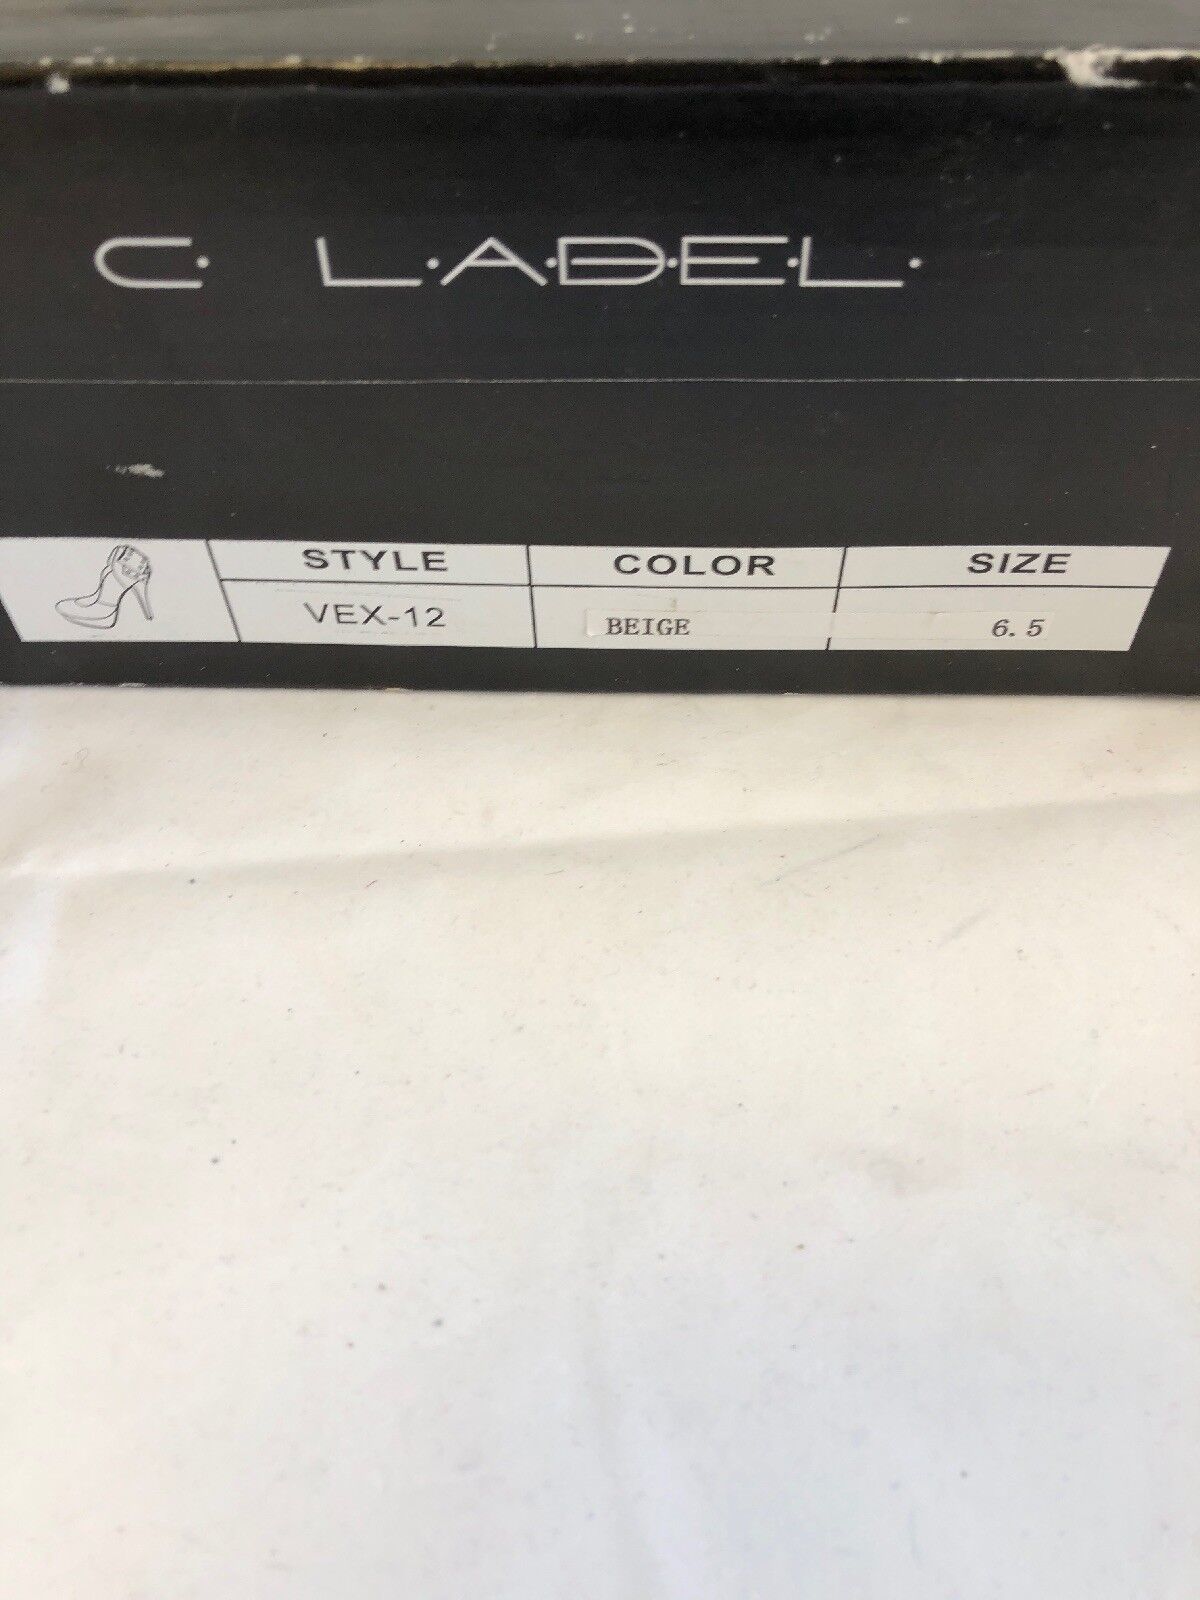 C· L·A·B·E·L·
STYLE COLOR SIZE
VEX-12 BEIGE 6.5